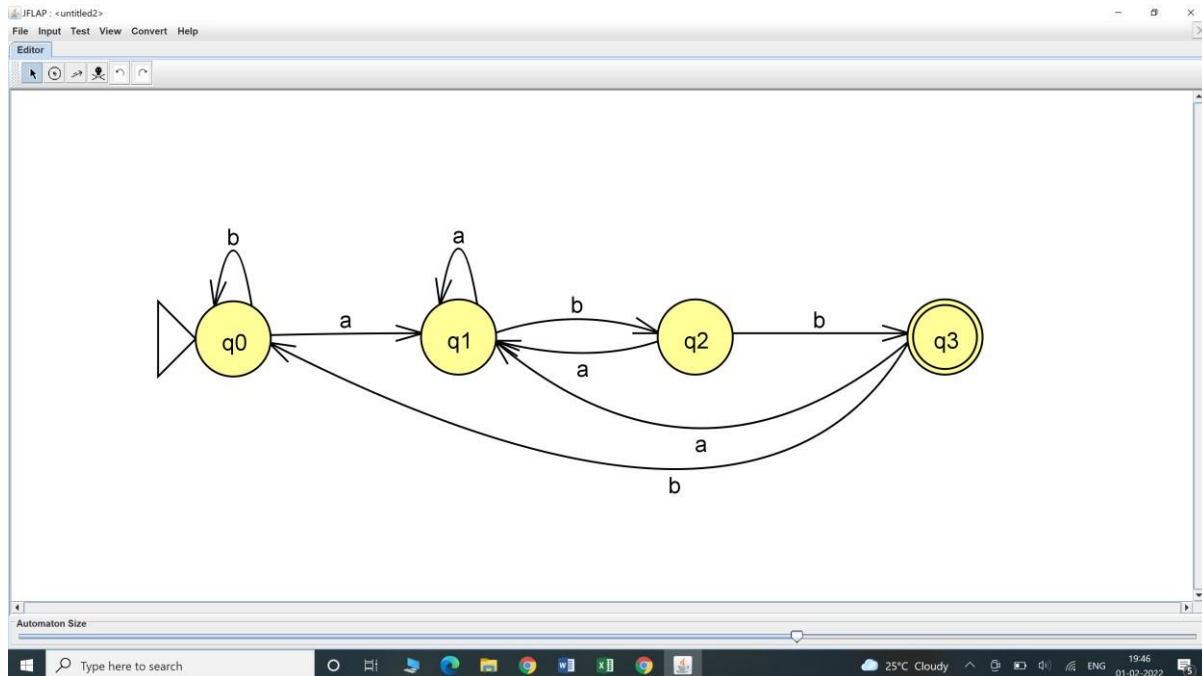 JFLAP : <untitled2>
File Input Test View Convert Help
Editor
b
a
a
b
b
q0
q1
q2
q3
a
a
b
Automaton Size
Type here to search
25°C Cloudy
ENG
19:46
01-02-2022
5